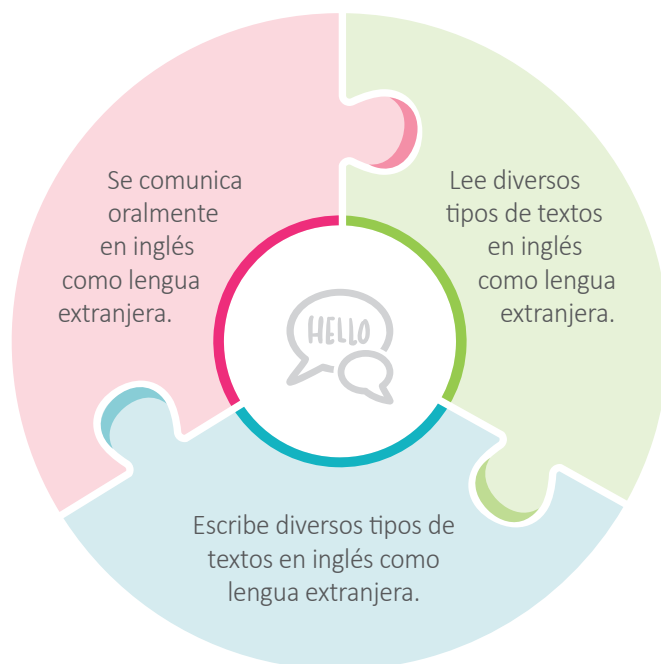 Se comunica
oralmente
en inglés
como lengua
extranjera.
Lee diversos
tipos de textos
en inglés
como lengua
extranjera.
HELLO
Escribe diversos tipos de
textos en inglés como
lengua extranjera.